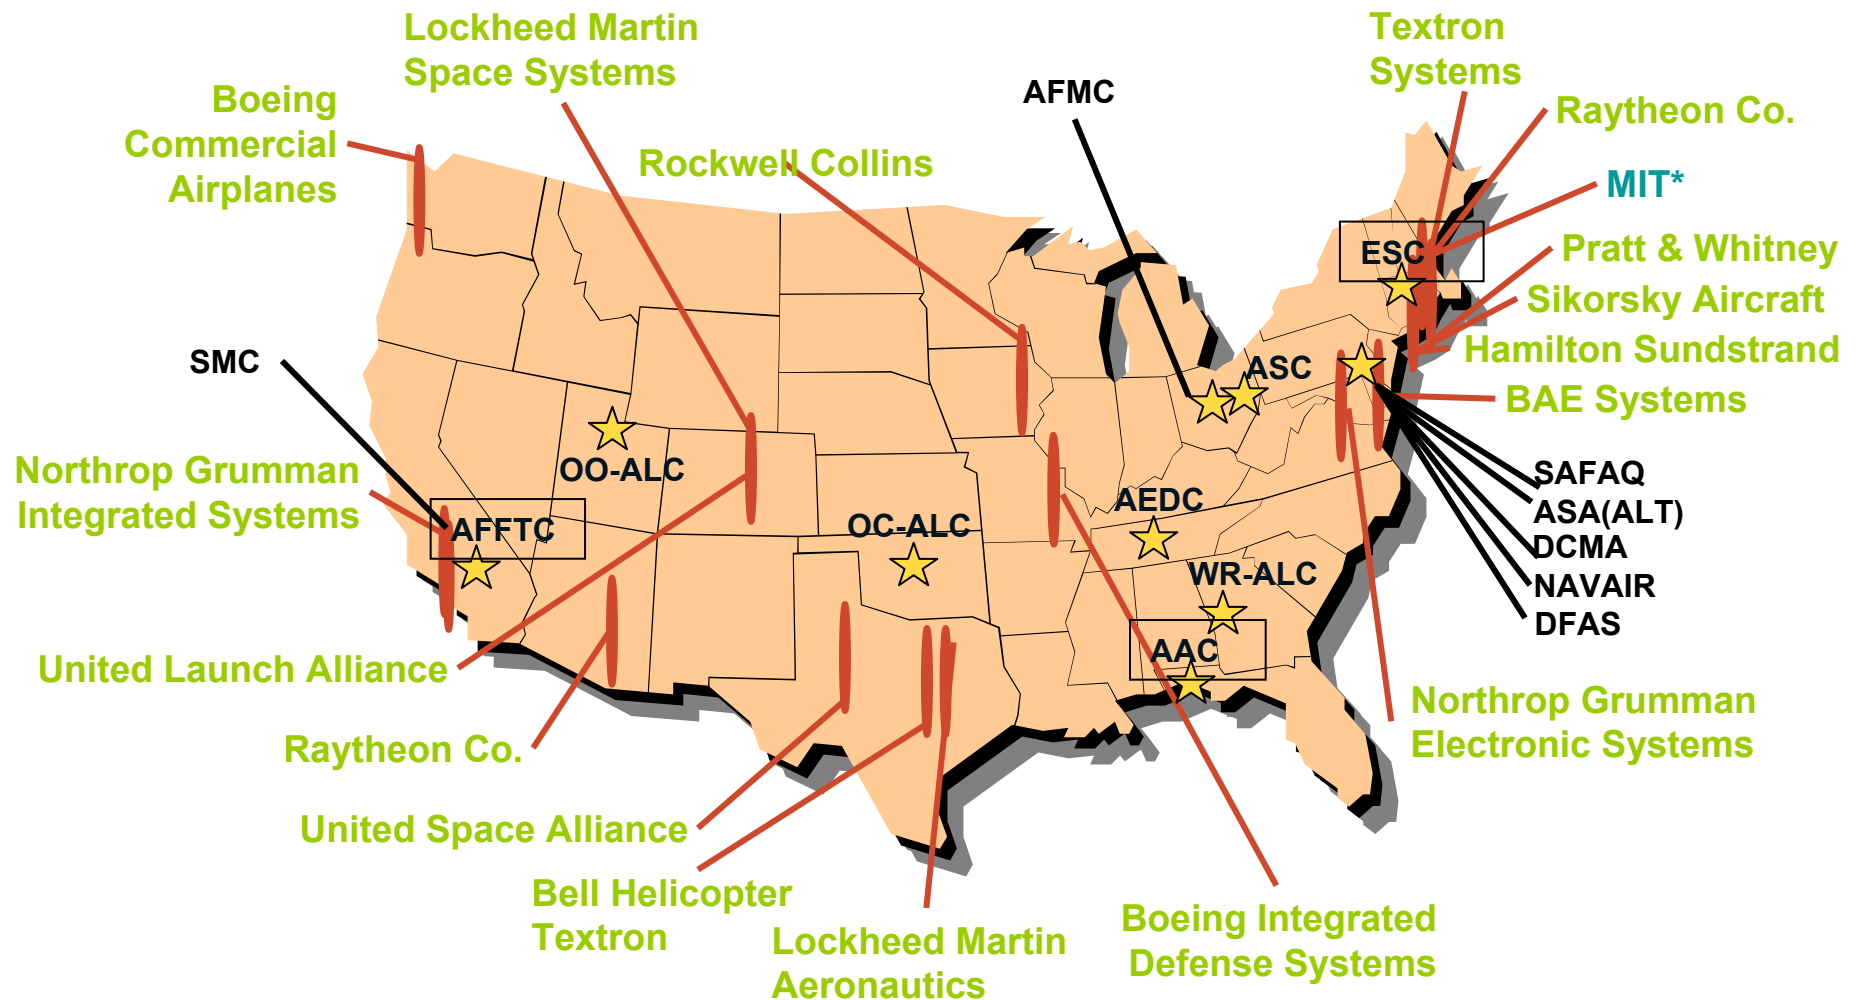 Lockheed Martin
Space Systems
Textron
Systems
Boeing
Commercial
Airplanes
AFMC
Raytheon Co.
Rockwell Collins
MIT*
ESC
Pratt & Whitney
Sikorsky Aircraft
Hamilton Sundstrand
BAE Systems
SMC
ASC
OO-ALC
Northrop Grumman
Integrated Systems
AFFTC
OC-ALC
AEDC
SAFAQ
ASA(ALT)
DCMA
NAVAIR
DFAS
WR-ALC
AAC
United Launch Alliance
Raytheon Co.
Northrop Grumman
Electronic Systems
United Space Alliance
Bell Helicopter
Textron
Lockheed Martin
Aeronautics
Boeing Integrated
Defense Systems